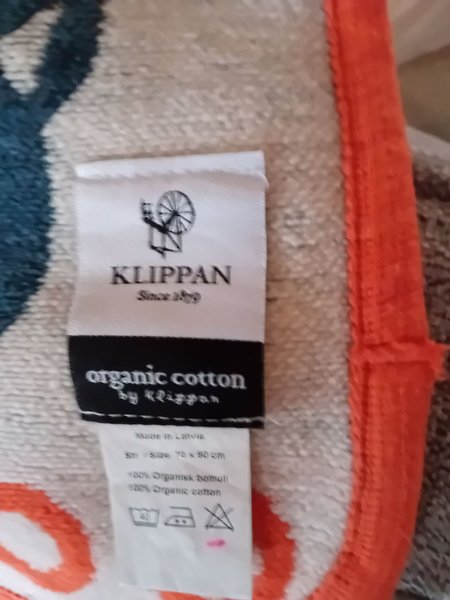 KLIPPAN
Since 1879
organic cotton
by Klippan
Made in Latvia
Str. / Size: 70 x 90 cm
100% Organisk bomull
100% Organic cotton
40